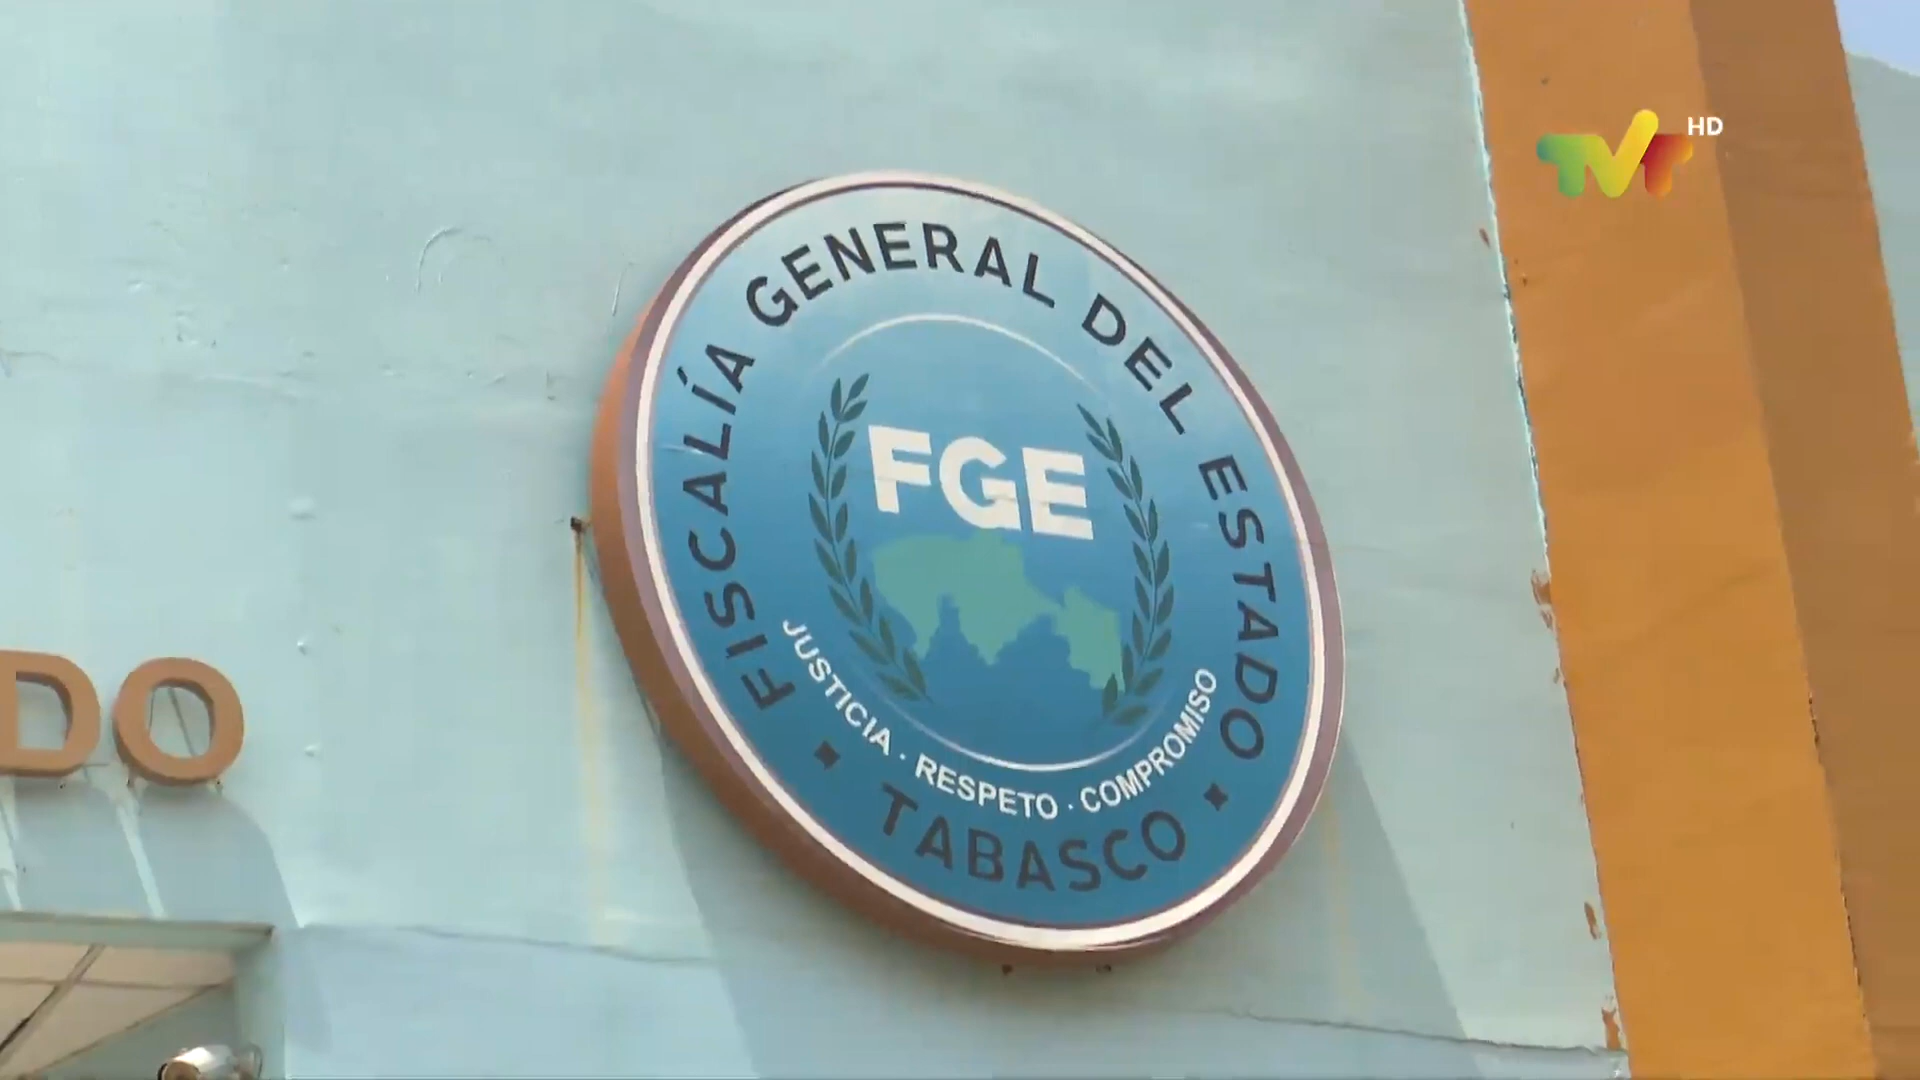 TVT HD
FISCALÍA GENERAL DEL ESTADO
FGE
JUSTICIA · RESPETO · COMPROMISO
TABASCO
DO